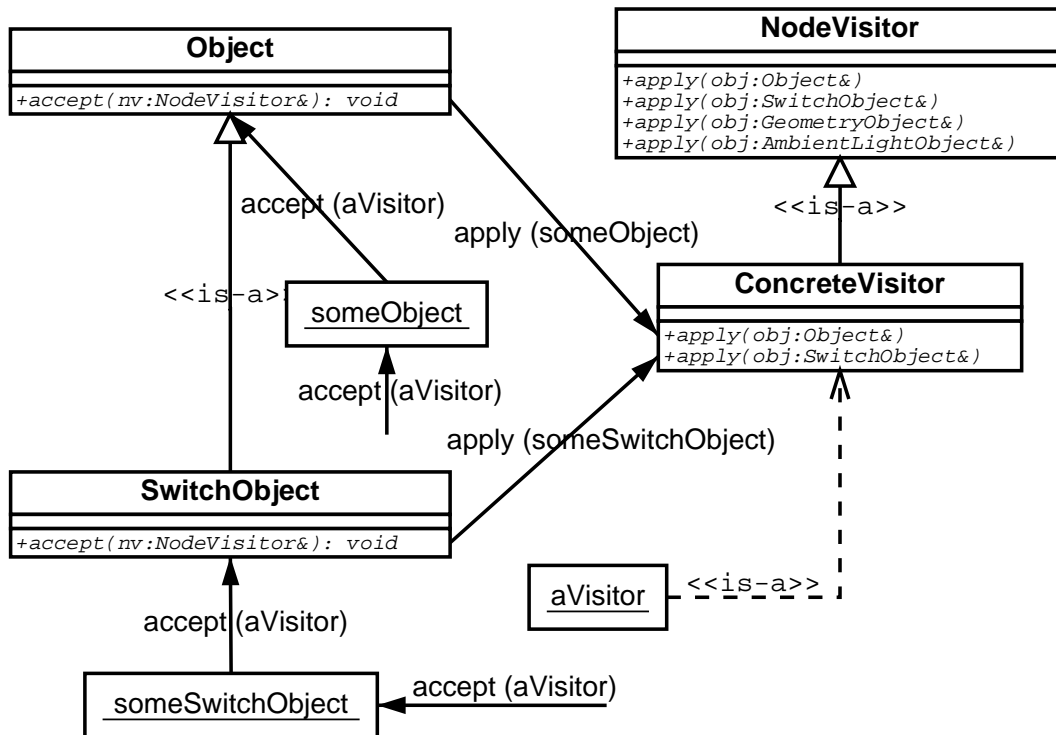 Object
+accept(nv:NodeVisitor&): void
NodeVisitor
+apply(obj:Object&)
+apply(obj:SwitchObject&)
+apply(obj:GeometryObject&)
+apply(obj:AmbientLightObject&)
accept (aVisitor)
<<is-a>>
apply (someObject)
<<is-a>>
someObject
ConcreteVisitor
+apply(obj:Object&)
+apply(obj:SwitchObject&)
accept (aVisitor)
apply (someSwitchObject)
SwitchObject
+accept(nv:NodeVisitor&): void
aVisitor
<<is-a>>
accept (aVisitor)
someSwitchObject
accept (aVisitor)